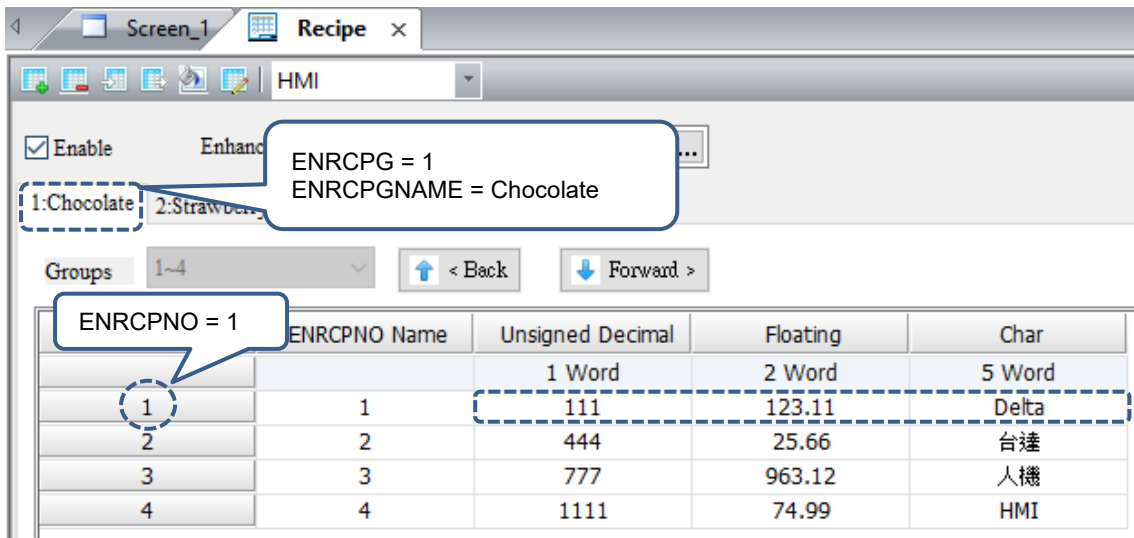 Screen_1 Recipe
HMI
Enable
ENRCPG = 1
ENRCPGNAME = Chocolate
...
1:Chocolate
Groups 1~4 < Back Forward >
ENRCPNO = 1
ENRCPNO Name Unsigned Decimal Floating Char
1 Word 2 Word 5 Word
1 1 111 123.11 Delta
2 2 444 25.66 台達
3 3 777 963.12 人機
4 4 1111 74.99 HMI